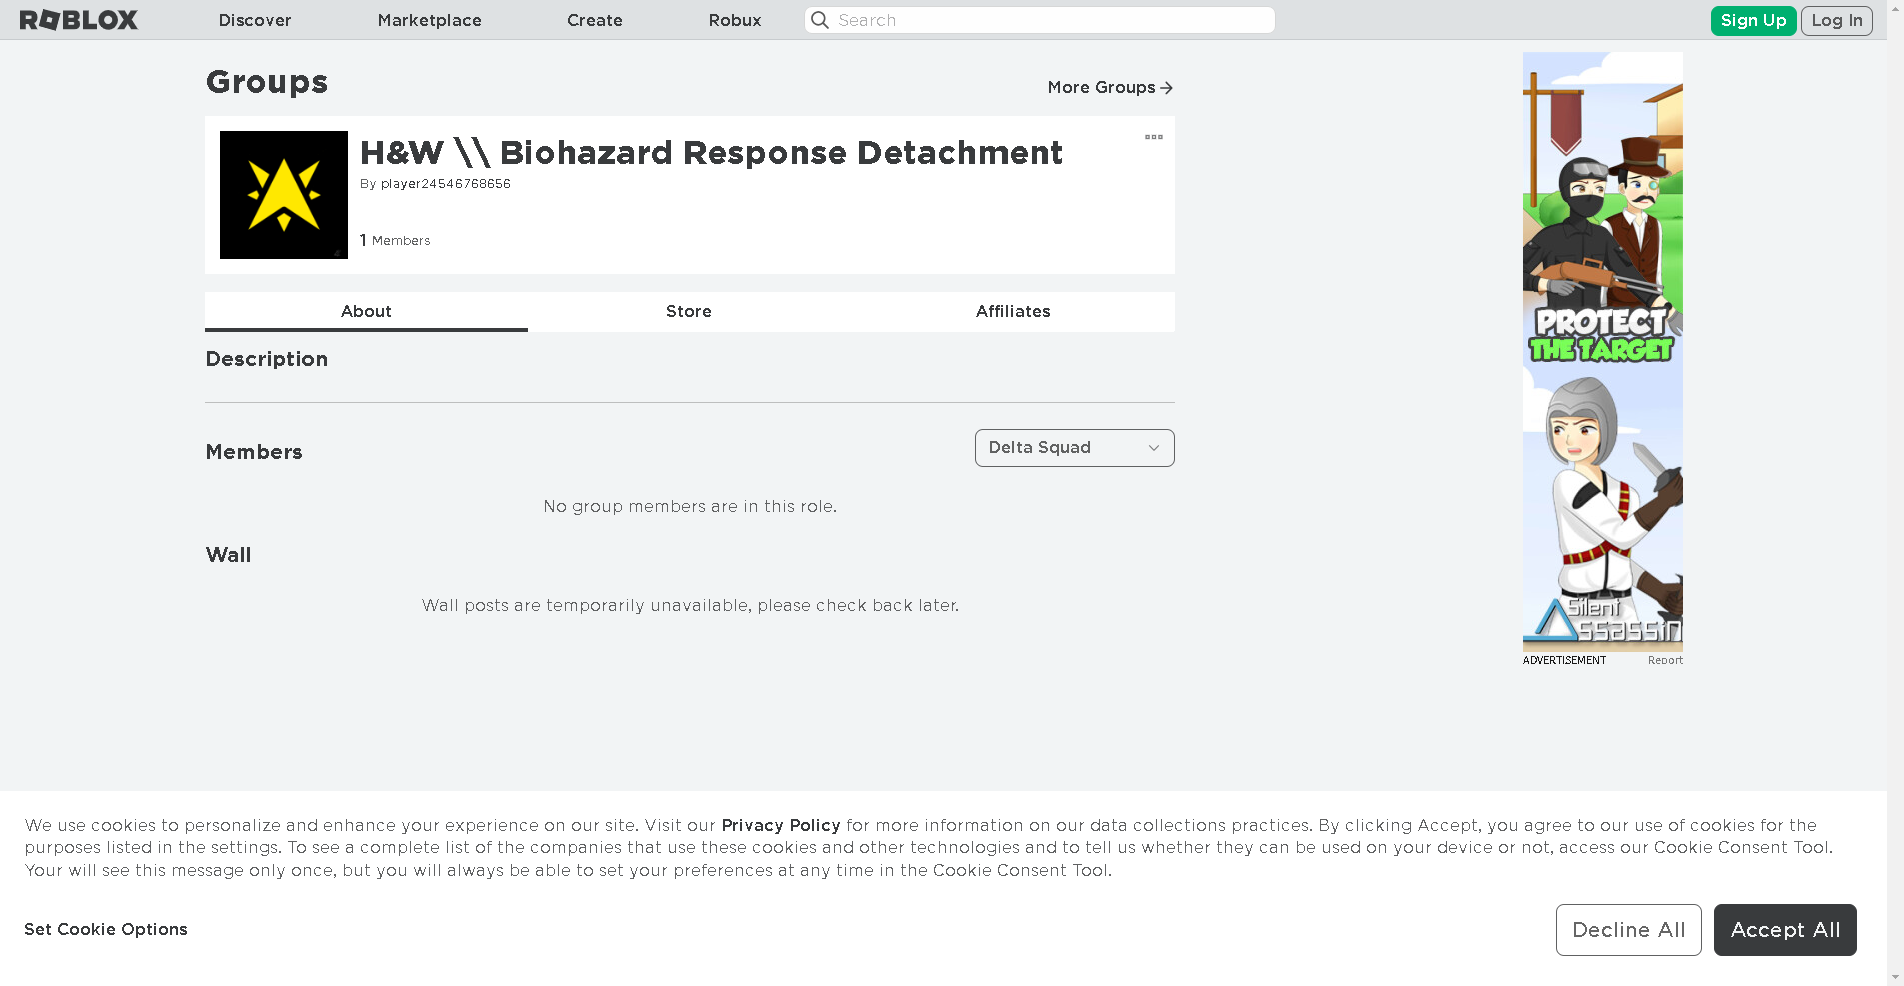 ROBLOX
Discover
Marketplace
Create
Robux
Search
Sign Up
Log In
Groups
More Groups
H&W \\ Biohazard Response Detachment
By player24546768656
1 Members
About
Store
Affiliates
Description
Members
Delta Squad
No group members are in this role.
Wall
Wall posts are temporarily unavailable, please check back later.
PROTECT
THE TARGET
Silent
Assassin
ADVERTISEMENT
Report
We use cookies to personalize and enhance your experience on our site. Visit our Privacy Policy for more information on our data collections practices. By clicking Accept, you agree to our use of cookies for the
purposes listed in the settings. To see a complete list of the companies that use these cookies and other technologies and to tell us whether they can be used on your device or not, access our Cookie Consent Tool.
Your will see this message only once, but you will always be able to set your preferences at any time in the Cookie Consent Tool.
Set Cookie Options
Decline All
Accept All